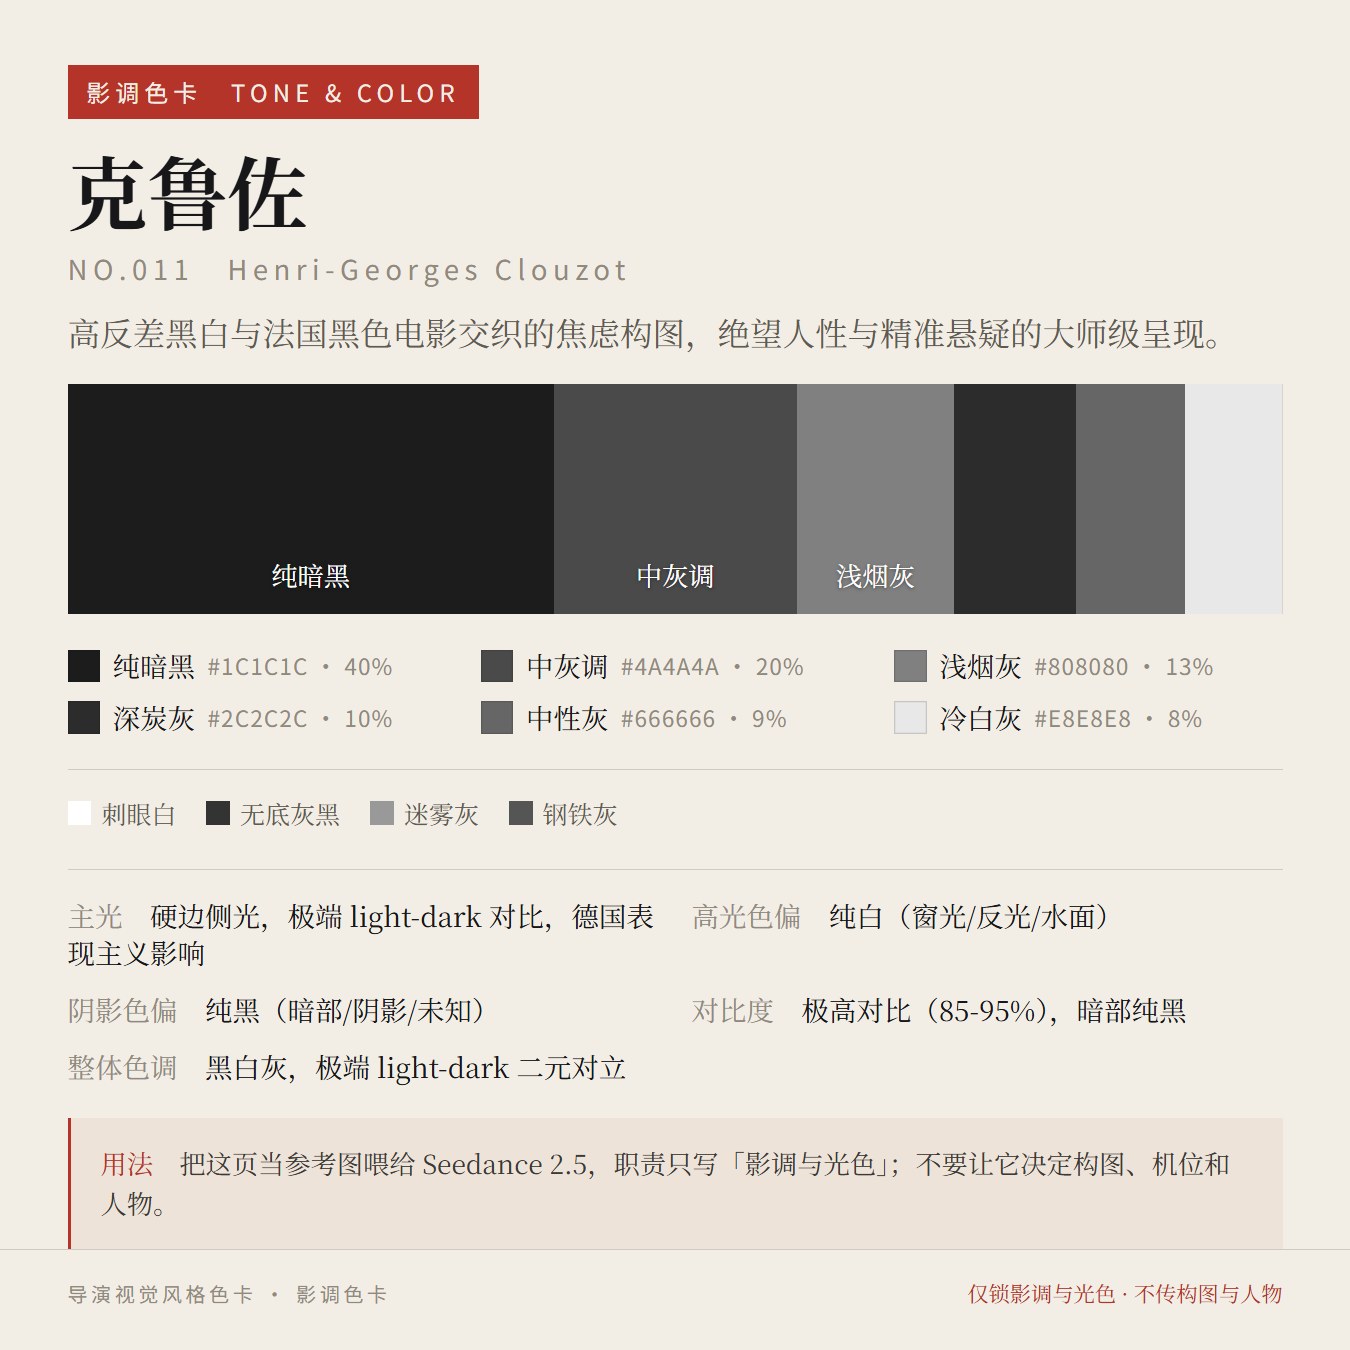 影调色卡 TONE & COLOR
克鲁佐
NO.011 Henri-Georges Clouzot
高反差黑白与法国黑色电影交织的焦虑构图，绝望人性与精准悬疑的大师级呈现。
纯暗黑 中灰调 浅烟灰
纯暗黑 #1C1C1C · 40% 中灰调 #4A4A4A · 20% 浅烟灰 #808080 · 13%
深炭灰 #2C2C2C · 10% 中性灰 #666666 · 9% 冷白灰 #E8E8E8 · 8%
刺眼白 无底灰黑 迷雾灰 钢铁灰
主光 硬边侧光，极端 light-dark 对比，德国表
现主义影响
高光色偏 纯白（窗光/反光/水面）
阴影色偏 纯黑（暗部/阴影/未知）
对比度 极高对比（85-95%），暗部纯黑
整体色调 黑白灰，极端 light-dark 二元对立
用法 把这页当参考图喂给 Seedance 2.5，职责只写「影调与光色」；不要让它决定构图、机位和
人物。
导演视觉风格色卡 · 影调色卡
仅锁影调与光色 · 不传构图与人物